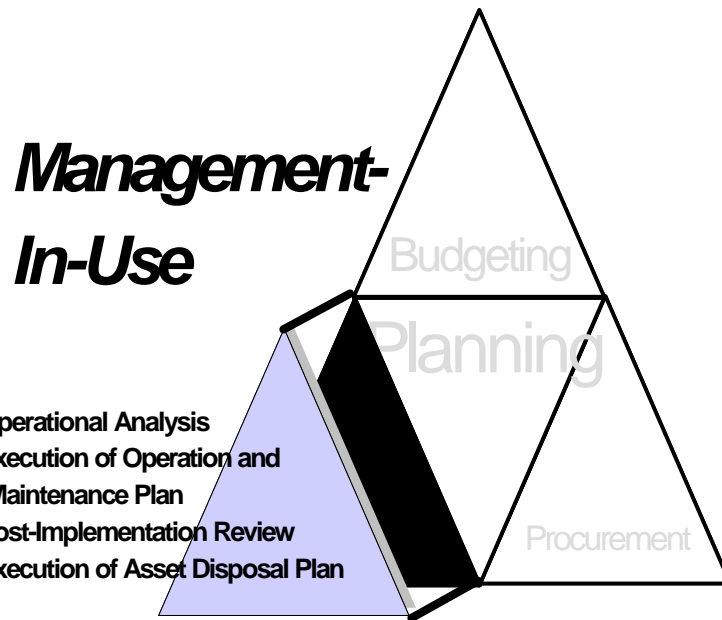 Management-
In-Use
Budgeting
Planning
perational Analysis
xecution of Operation and
Maintenance Plan
ost-Implementation Review
xecution of Asset Disposal Plan
Procurement